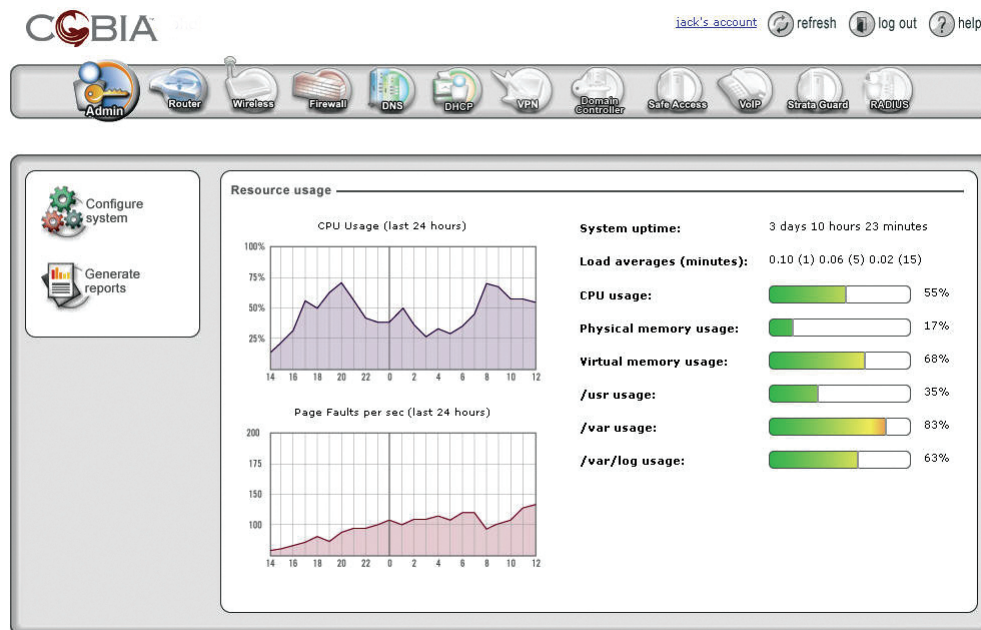 COBIA
jack's account refresh log out ? help
Admin
Router
Wireless
Firewall
DNS
DHCP
VPN
Domain
Controller
Safe Access
VoIP
Strata Guard
RADIUS
Configure
system
Generate
reports
Resource usage
CPU Usage (last 24 hours)
100%
75%
50%
25%
14 16 18 20 22 0 2 4 6 8 10 12
Page Faults per sec (last 24 hours)
200
175
150
100
14 16 18 20 22 0 2 4 6 8 10 12
System uptime: 3 days 10 hours 23 minutes
Load averages (minutes): 0.10 (1) 0.06 (5) 0.02 (15)
CPU usage: 55%
Physical memory usage: 17%
Virtual memory usage: 68%
/usr usage: 35%
/var usage: 83%
/var/log usage: 63%